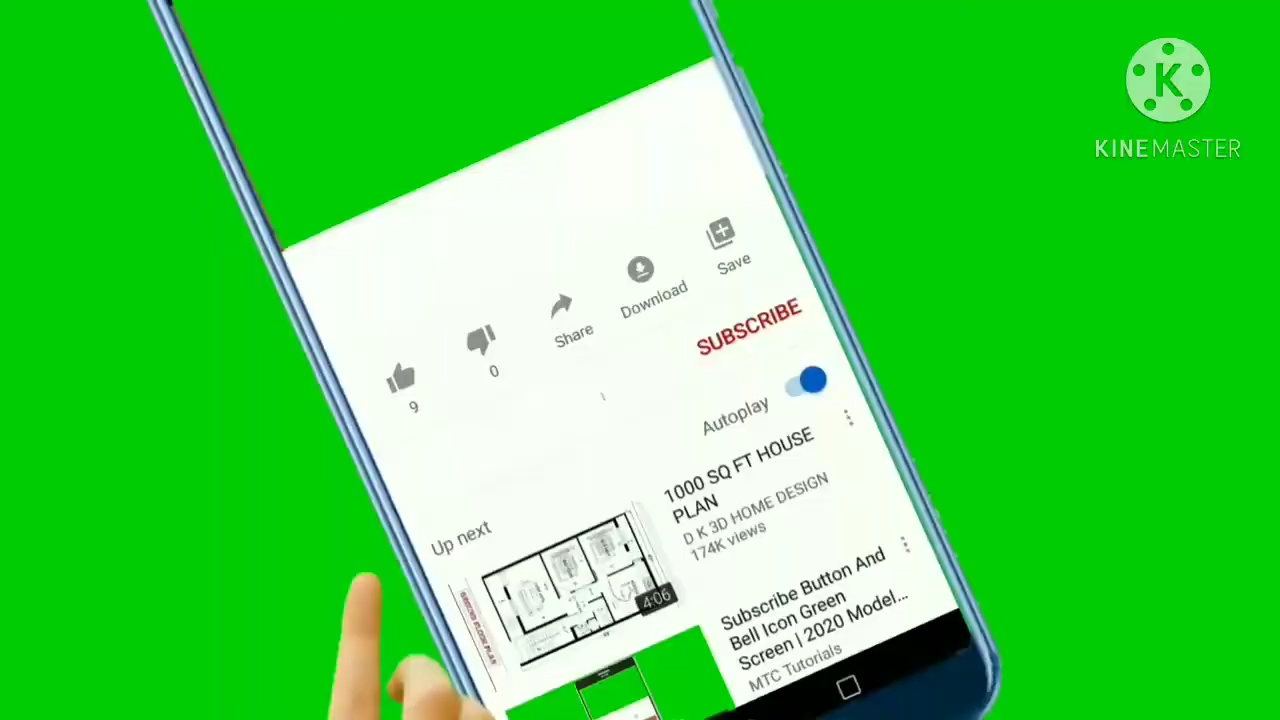 K
KINEMASTER
Save
Download
Share
0
9
SUBSCRIBE
Autoplay
Up next
1000 SQ FT HOUSE
PLAN
D K 3D HOME DESIGN
174K views
4:06
Subscribe Button And
Bell Icon Green
Screen | 2020 Model...
MTC Tutorials